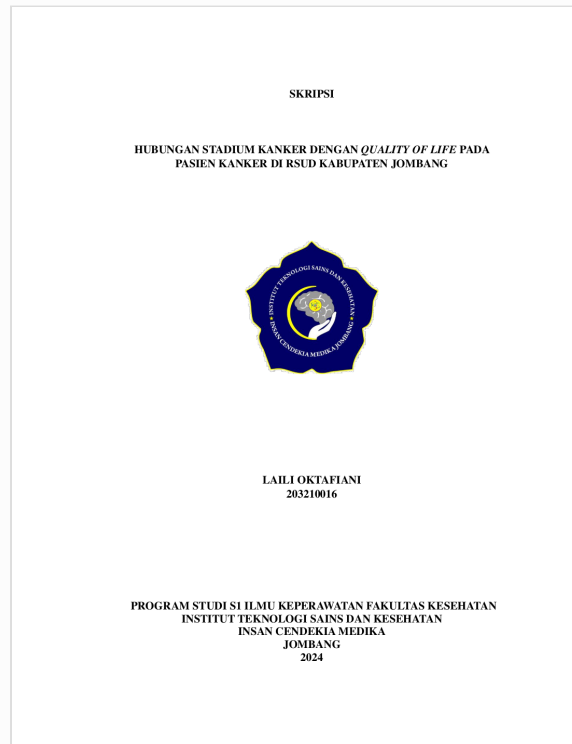 SKRIPSI
HUBUNGAN STADIUM KANKER DENGAN QUALITY OF LIFE PADA
PASIEN KANKER DI RSUD KABUPATEN JOMBANG
INSTITUT TEKNOLOGI SAINS DAN KESEHATAN
INSAN CENDEKIA MEDIKA JOMBANG
LAILI OKTAFIANI
203210016
PROGRAM STUDI S1 ILMU KEPERAWATAN FAKULTAS KESEHATAN
INSTITUT TEKNOLOGI SAINS DAN KESEHATAN
INSAN CENDEKIA MEDIKA
JOMBANG
2024